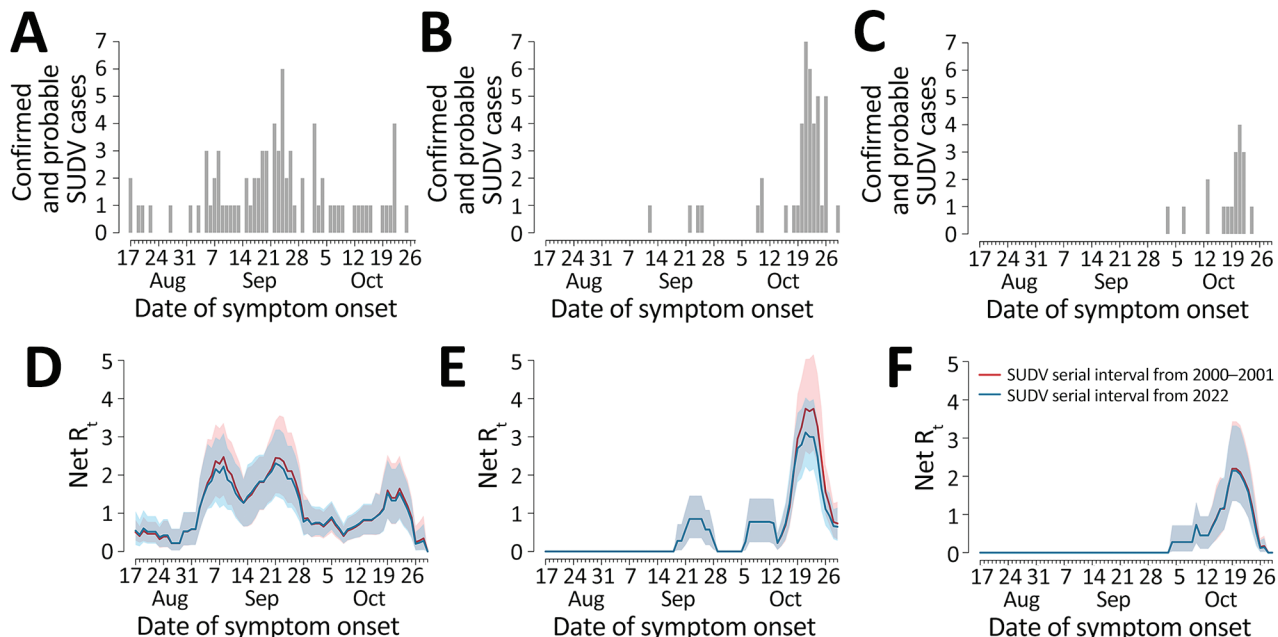 A
Confirmed
and probable
SUDV cases
7
6
5
4
3
2
1
0
17 24 31 7 14 21 28 5 12 19 26
Aug Sep Oct
Date of symptom onset
B
Confirmed
and probable
SUDV cases
7
6
5
4
3
2
1
0
17 24 31 7 14 21 28 5 12 19 26
Aug Sep Oct
Date of symptom onset
C
Confirmed
and probable
SUDV cases
7
6
5
4
3
2
1
0
17 24 31 7 14 21 28 5 12 19 26
Aug Sep Oct
Date of symptom onset
D
Net Rt
5
4
3
2
1
0
17 24 31 7 14 21 28 5 12 19 26
Aug Sep Oct
Date of symptom onset
E
Net Rt
5
4
3
2
1
0
17 24 31 7 14 21 28 5 12 19 26
Aug Sep Oct
Date of symptom onset
F
SUDV serial interval from 2000–2001
SUDV serial interval from 2022
Net Rt
5
4
3
2
1
0
17 24 31 7 14 21 28 5 12 19 26
Aug Sep Oct
Date of symptom onset